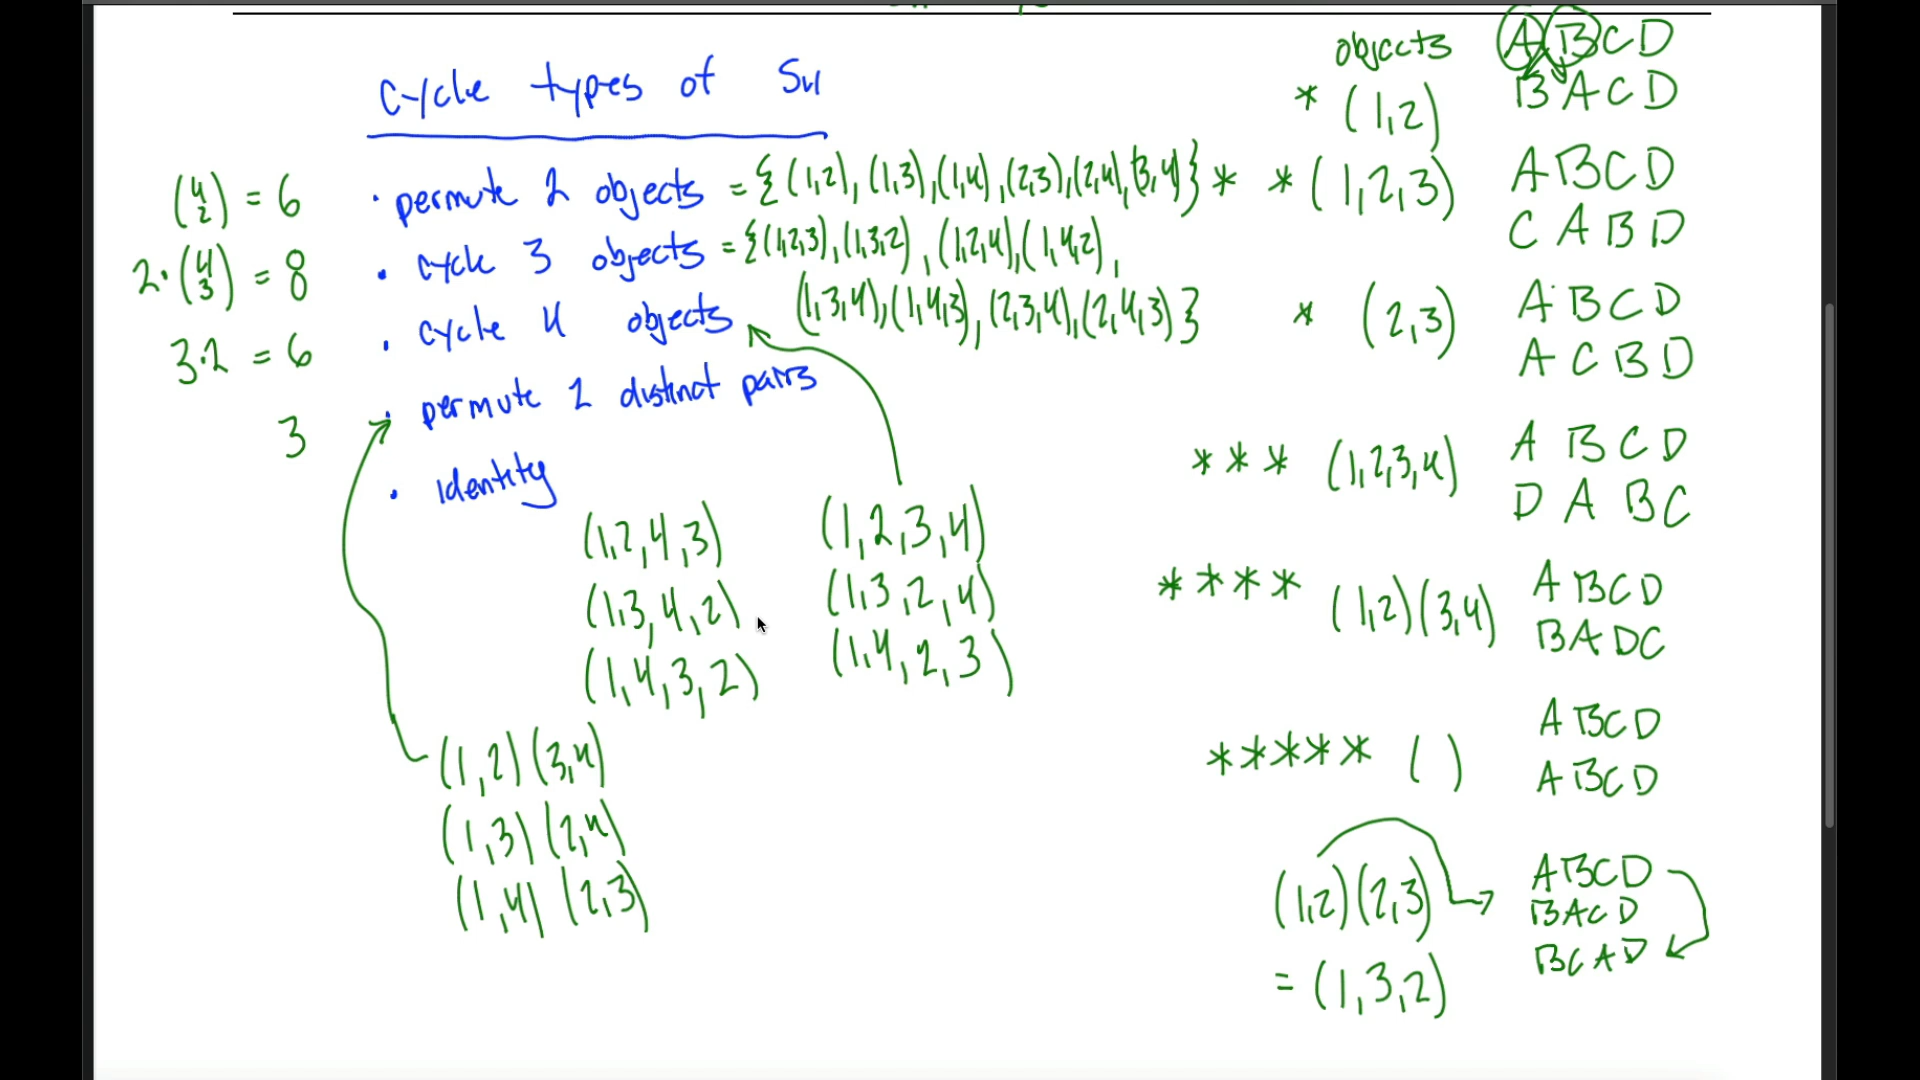 Cycle types of S4
(4 2) = 6 · permute 2 objects = {(1,2), (1,3), (1,4), (2,3), (2,4), (3,4)} *
2·(4 3) = 8 · cycle 3 objects = {(1,2,3), (1,3,2), (1,2,4), (1,4,2),
(1,3,4), (1,4,3), (2,3,4), (2,4,3)}
3·2 = 6 · cycle 4 objects
3 · permute 2 distinct pairs
· identity
(1,2,4,3) (1,2,3,4)
(1,3,4,2) (1,3,2,4)
(1,4,3,2) (1,4,2,3)
(1,2)(3,4)
(1,3)(2,4)
(1,4)(2,3)
objects A B C D
* (1,2) B A C D
* (1,2,3) A B C D
C A B D
* (2,3) A B C D
A C B D
* * * (1,2,3,4) A B C D
D A B C
* * * * (1,2)(3,4) A B C D
B A D C
* * * * * ( ) A B C D
A B C D
(1,2)(2,3) A B C D
B A C D
B C A D
= (1,3,2)